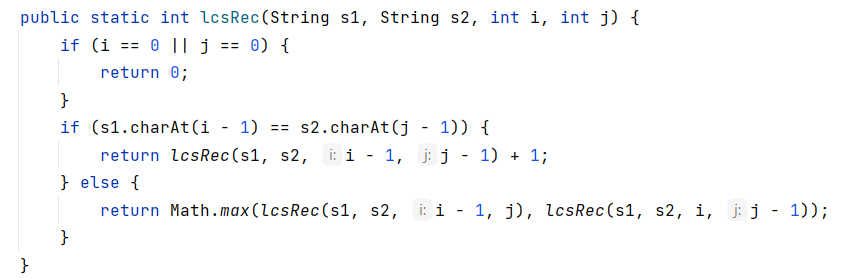 public static int lcsRec(String s1, String s2, int i, int j) {
    if (i == 0 || j == 0) {
        return 0;
    }
    if (s1.charAt(i - 1) == s2.charAt(j - 1)) {
        return lcsRec(s1, s2, i: i - 1, j: j - 1) + 1;
    } else {
        return Math.max(lcsRec(s1, s2, i: i - 1, j), lcsRec(s1, s2, i, j: j - 1));
    }
}